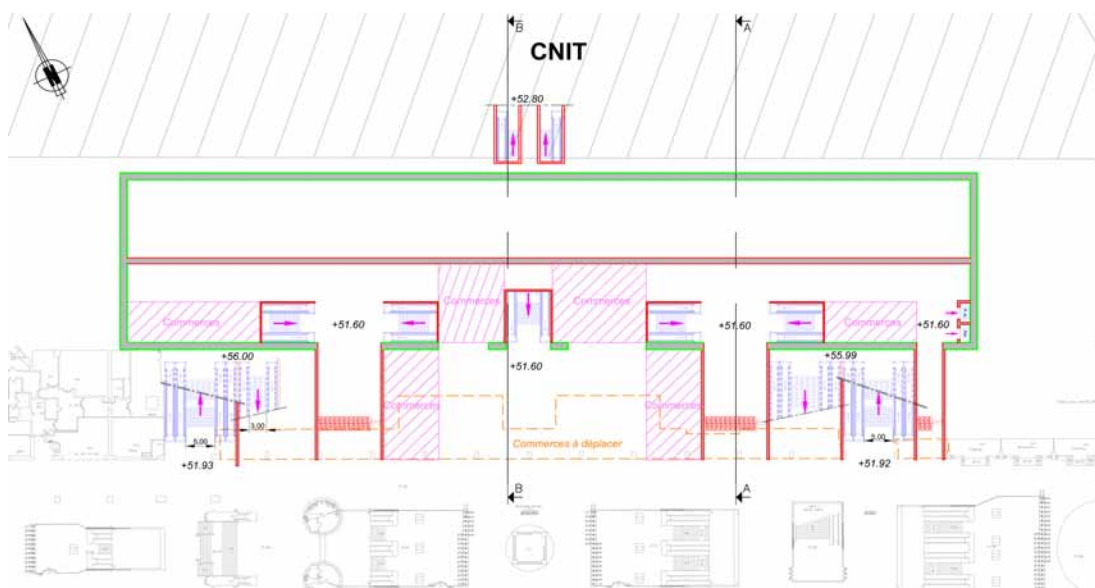 B
A
CNIT
N
+52.80
Commerces
Commerces
Commerces
Commerces
+51.60
+51.60
+51.60
+56.00
+51.60
+55.99
Commerces
Commerces
5,00
3,00
5,00
Commerces à déplacer
+51.93
+51.92
B
A